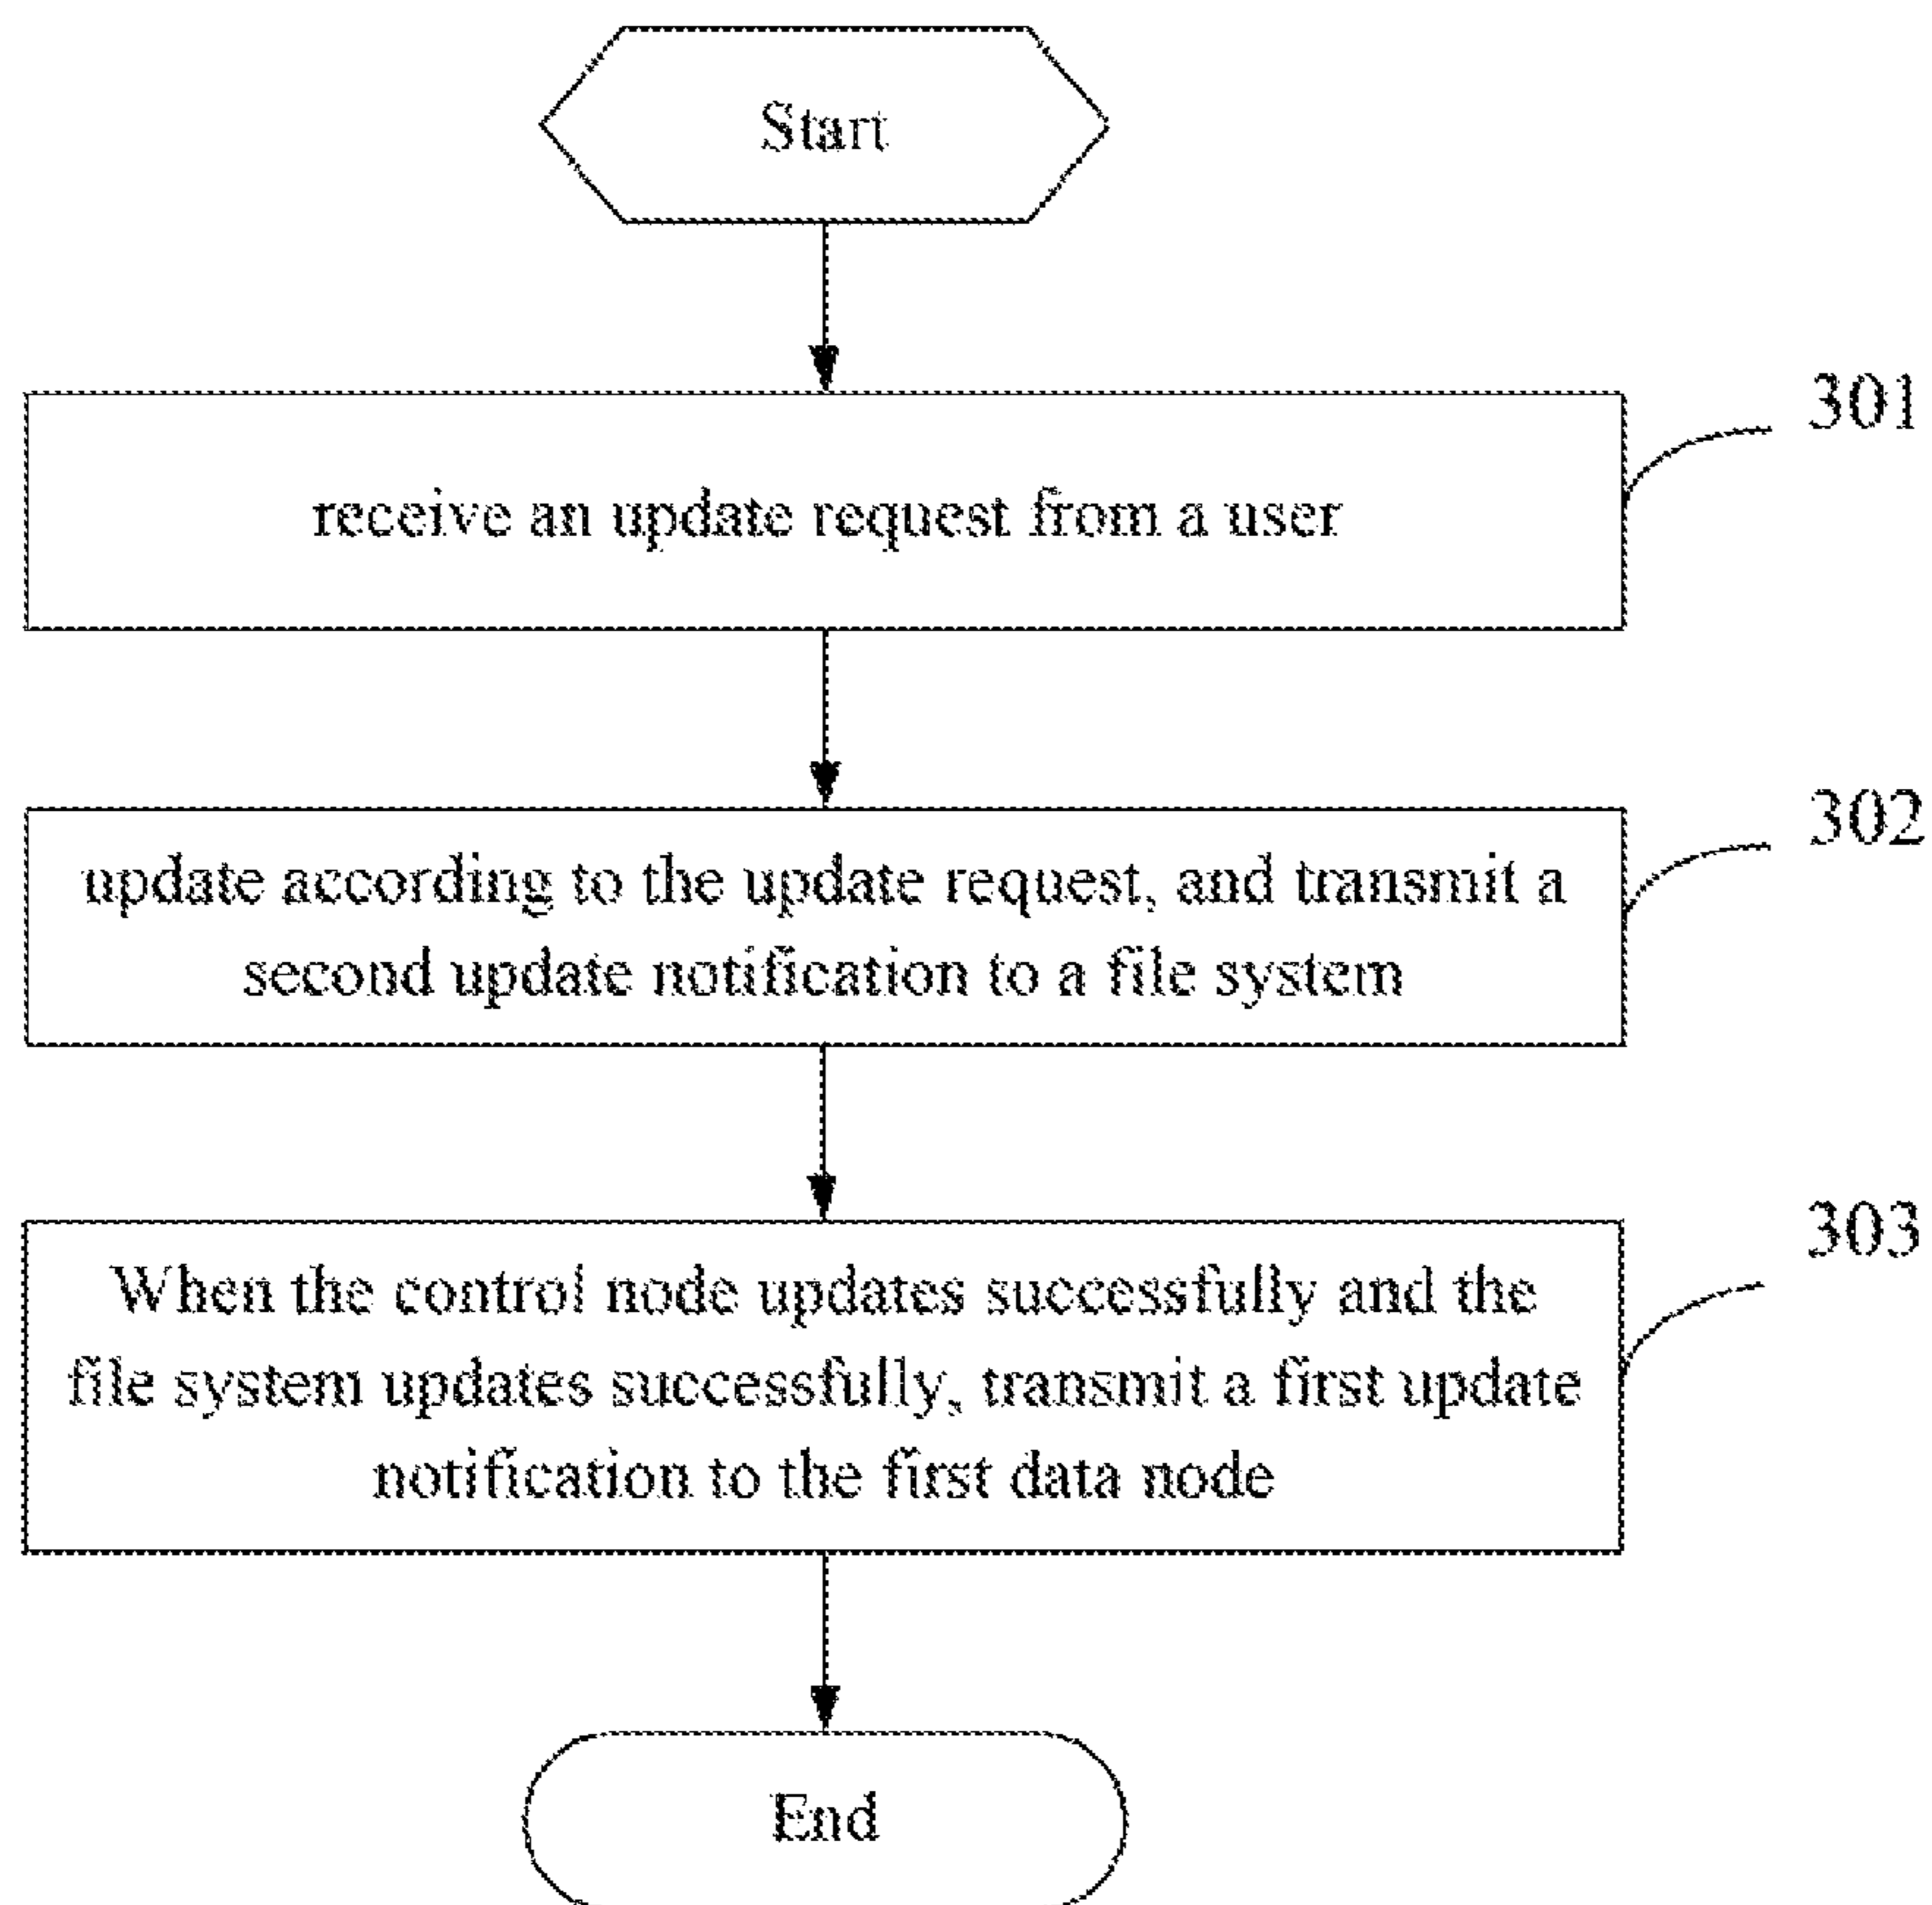 Start
301
receive an update request from a user
302
update according to the update request, and transmit a
second update notification to a file system
303
When the control node updates successfully and the
file system updates successfully, transmit a first update
notification to the first data node
End